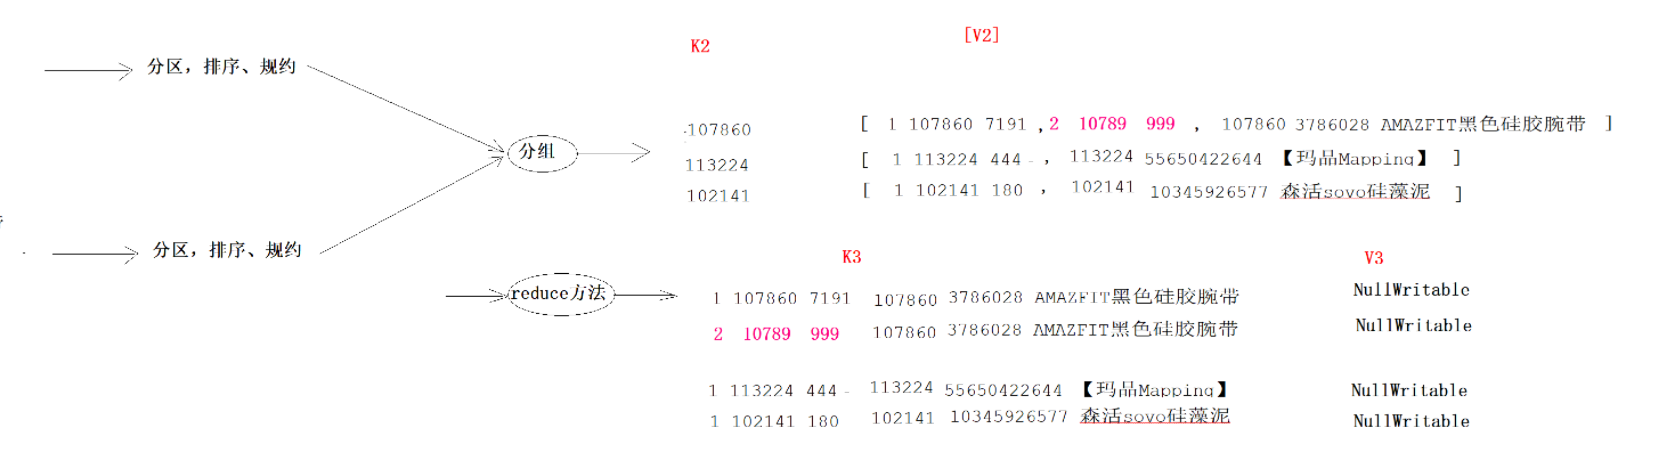 K2 [V2]
分区，排序、规约
107860 [ 1 107860 7191 ,2 10789 999 , 107860 3786028 AMAZFIT黑色硅胶腕带 ]
分组
113224 [ 1 113224 444- , 113224 55650422644 【玛品Mapping】 ]
102141 [ 1 102141 180 , 102141 10345926577 森活sovo硅藻泥 ]
分区，排序、规约
K3 V3
reduce方法
1 107860 7191 107860 3786028 AMAZFIT黑色硅胶腕带 NullWritable
2 10789 999 107860 3786028 AMAZFIT黑色硅胶腕带 NullWritable
1 113224 444- 113224 55650422644 【玛品Mapping】 NullWritable
1 102141 180 102141 10345926577 森活sovo硅藻泥 NullWritable